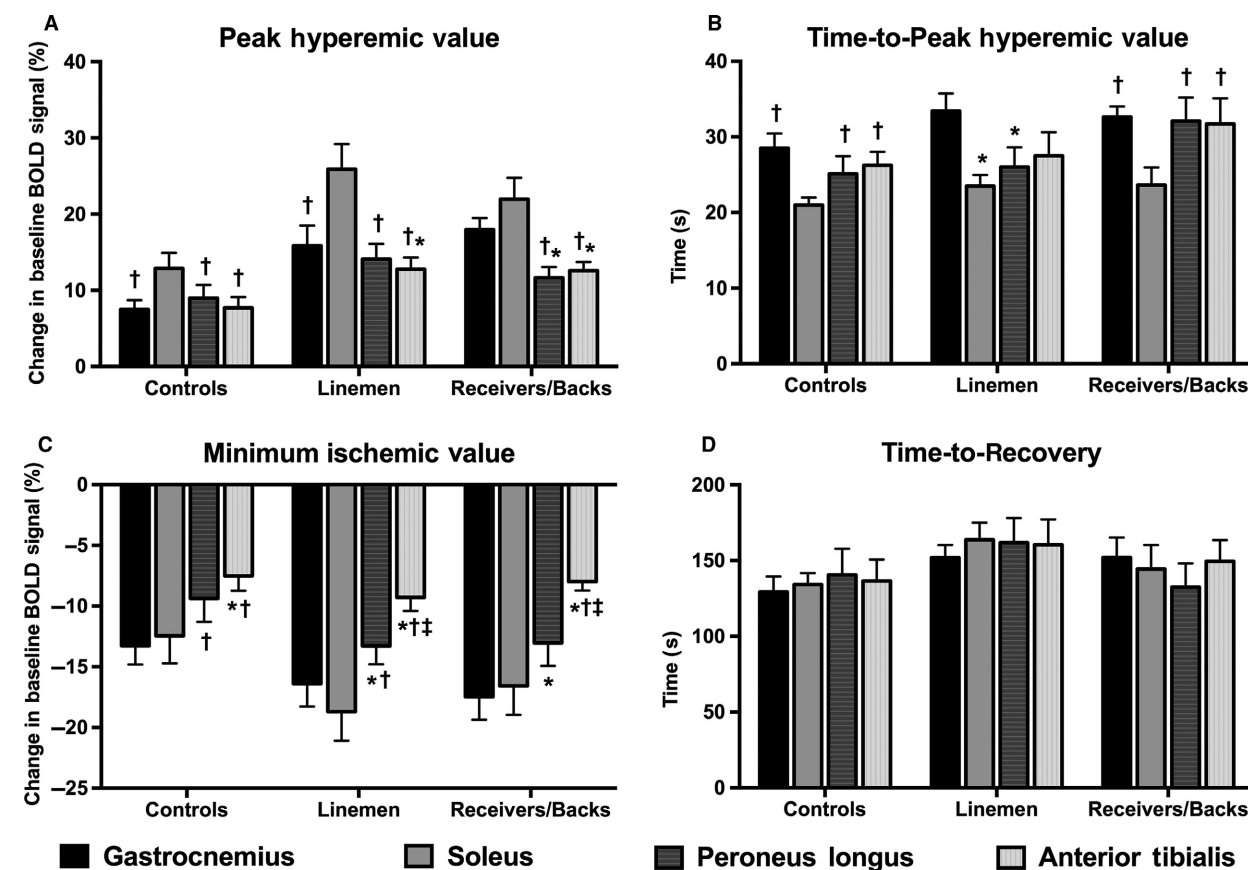 A
Peak hyperemic value
Change in baseline BOLD signal (%)
40
30
20
10
0
† † †
† † †*
†* †*
Controls Linemen Receivers/Backs
B
Time-to-Peak hyperemic value
Time (s)
40
30
20
10
0
† † †
* *
† † †
Controls Linemen Receivers/Backs
C
Minimum ischemic value
Change in baseline BOLD signal (%)
0
–5
–10
–15
–20
–25
† *†
*† *†‡
* *†‡
Controls Linemen Receivers/Backs
D
Time-to-Recovery
Time (s)
200
150
100
50
0
Controls Linemen Receivers/Backs
Gastrocnemius Soleus Peroneus longus Anterior tibialis